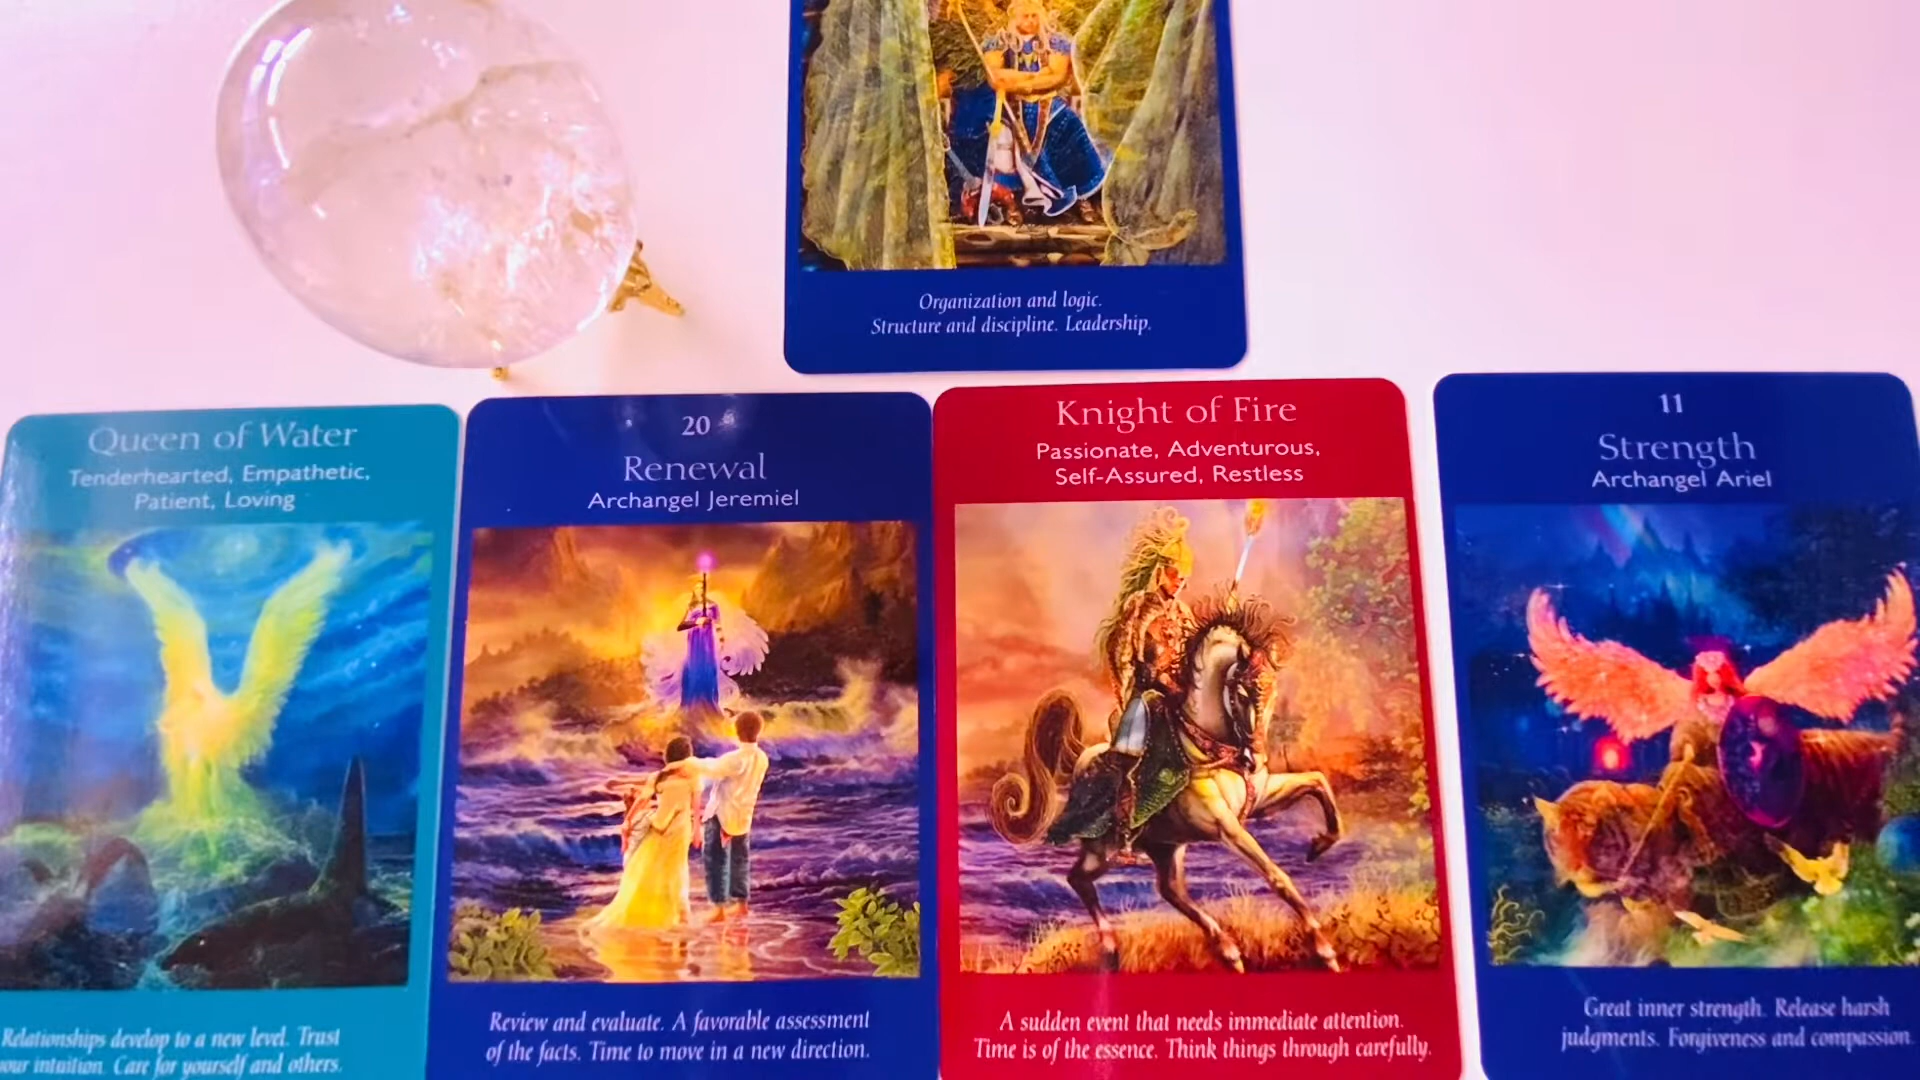 Organization and logic.
Structure and discipline. Leadership.
Queen of Water
Tenderhearted, Empathetic,
Patient, Loving
Relationships develop to a new level. Trust
your intuition. Care for yourself and others.
20
Renewal
Archangel Jeremiel
Review and evaluate. A favorable assessment
of the facts. Time to move in a new direction.
Knight of Fire
Passionate, Adventurous,
Self-Assured, Restless
A sudden event that needs immediate attention.
Time is of the essence. Think things through carefully.
11
Strength
Archangel Ariel
Great inner strength. Release harsh
judgments. Forgiveness and compassion.